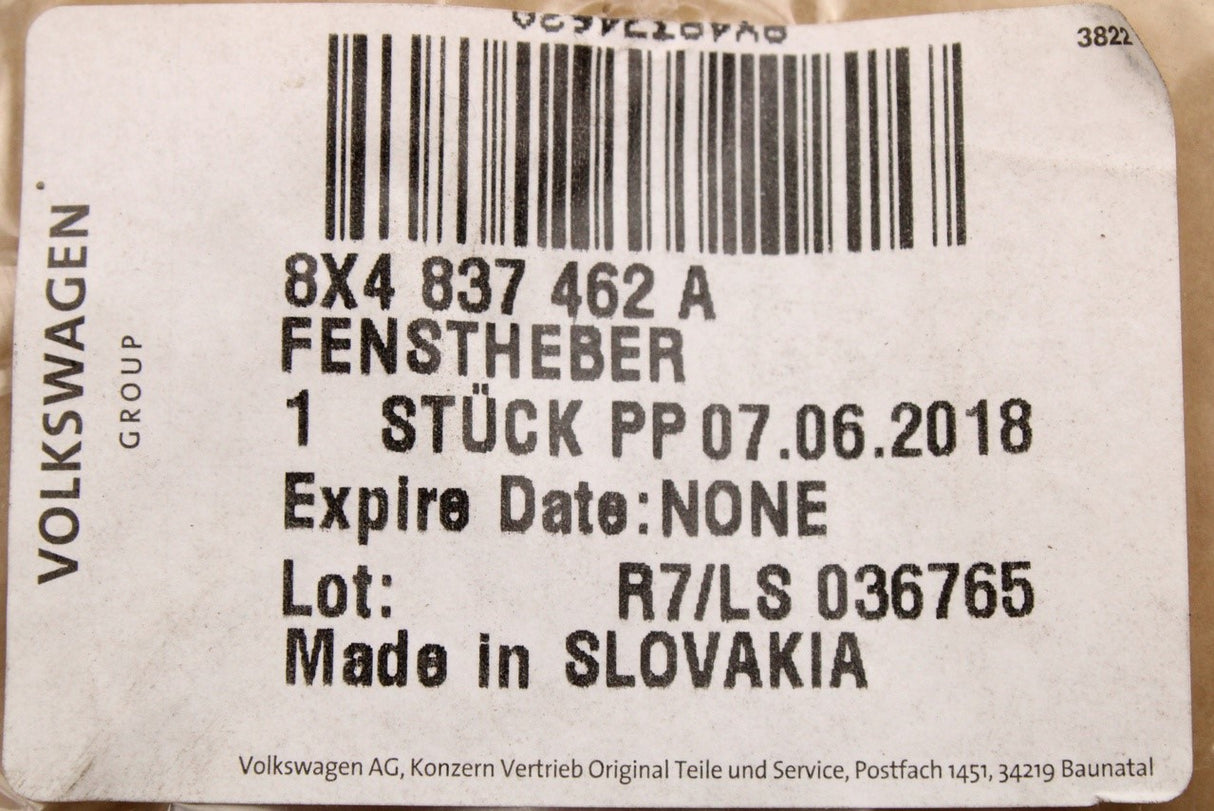 3822
8X4 837 462 A
FENSTHEBER
1 STÜCK PP 07.06.2018
Expire Date:NONE
Lot: R7/LS 036765
Made in SLOVAKIA
VOLKSWAGEN
GROUP
Volkswagen AG, Konzern Vertrieb Original Teile und Service, Postfach 1451, 34219 Baunatal